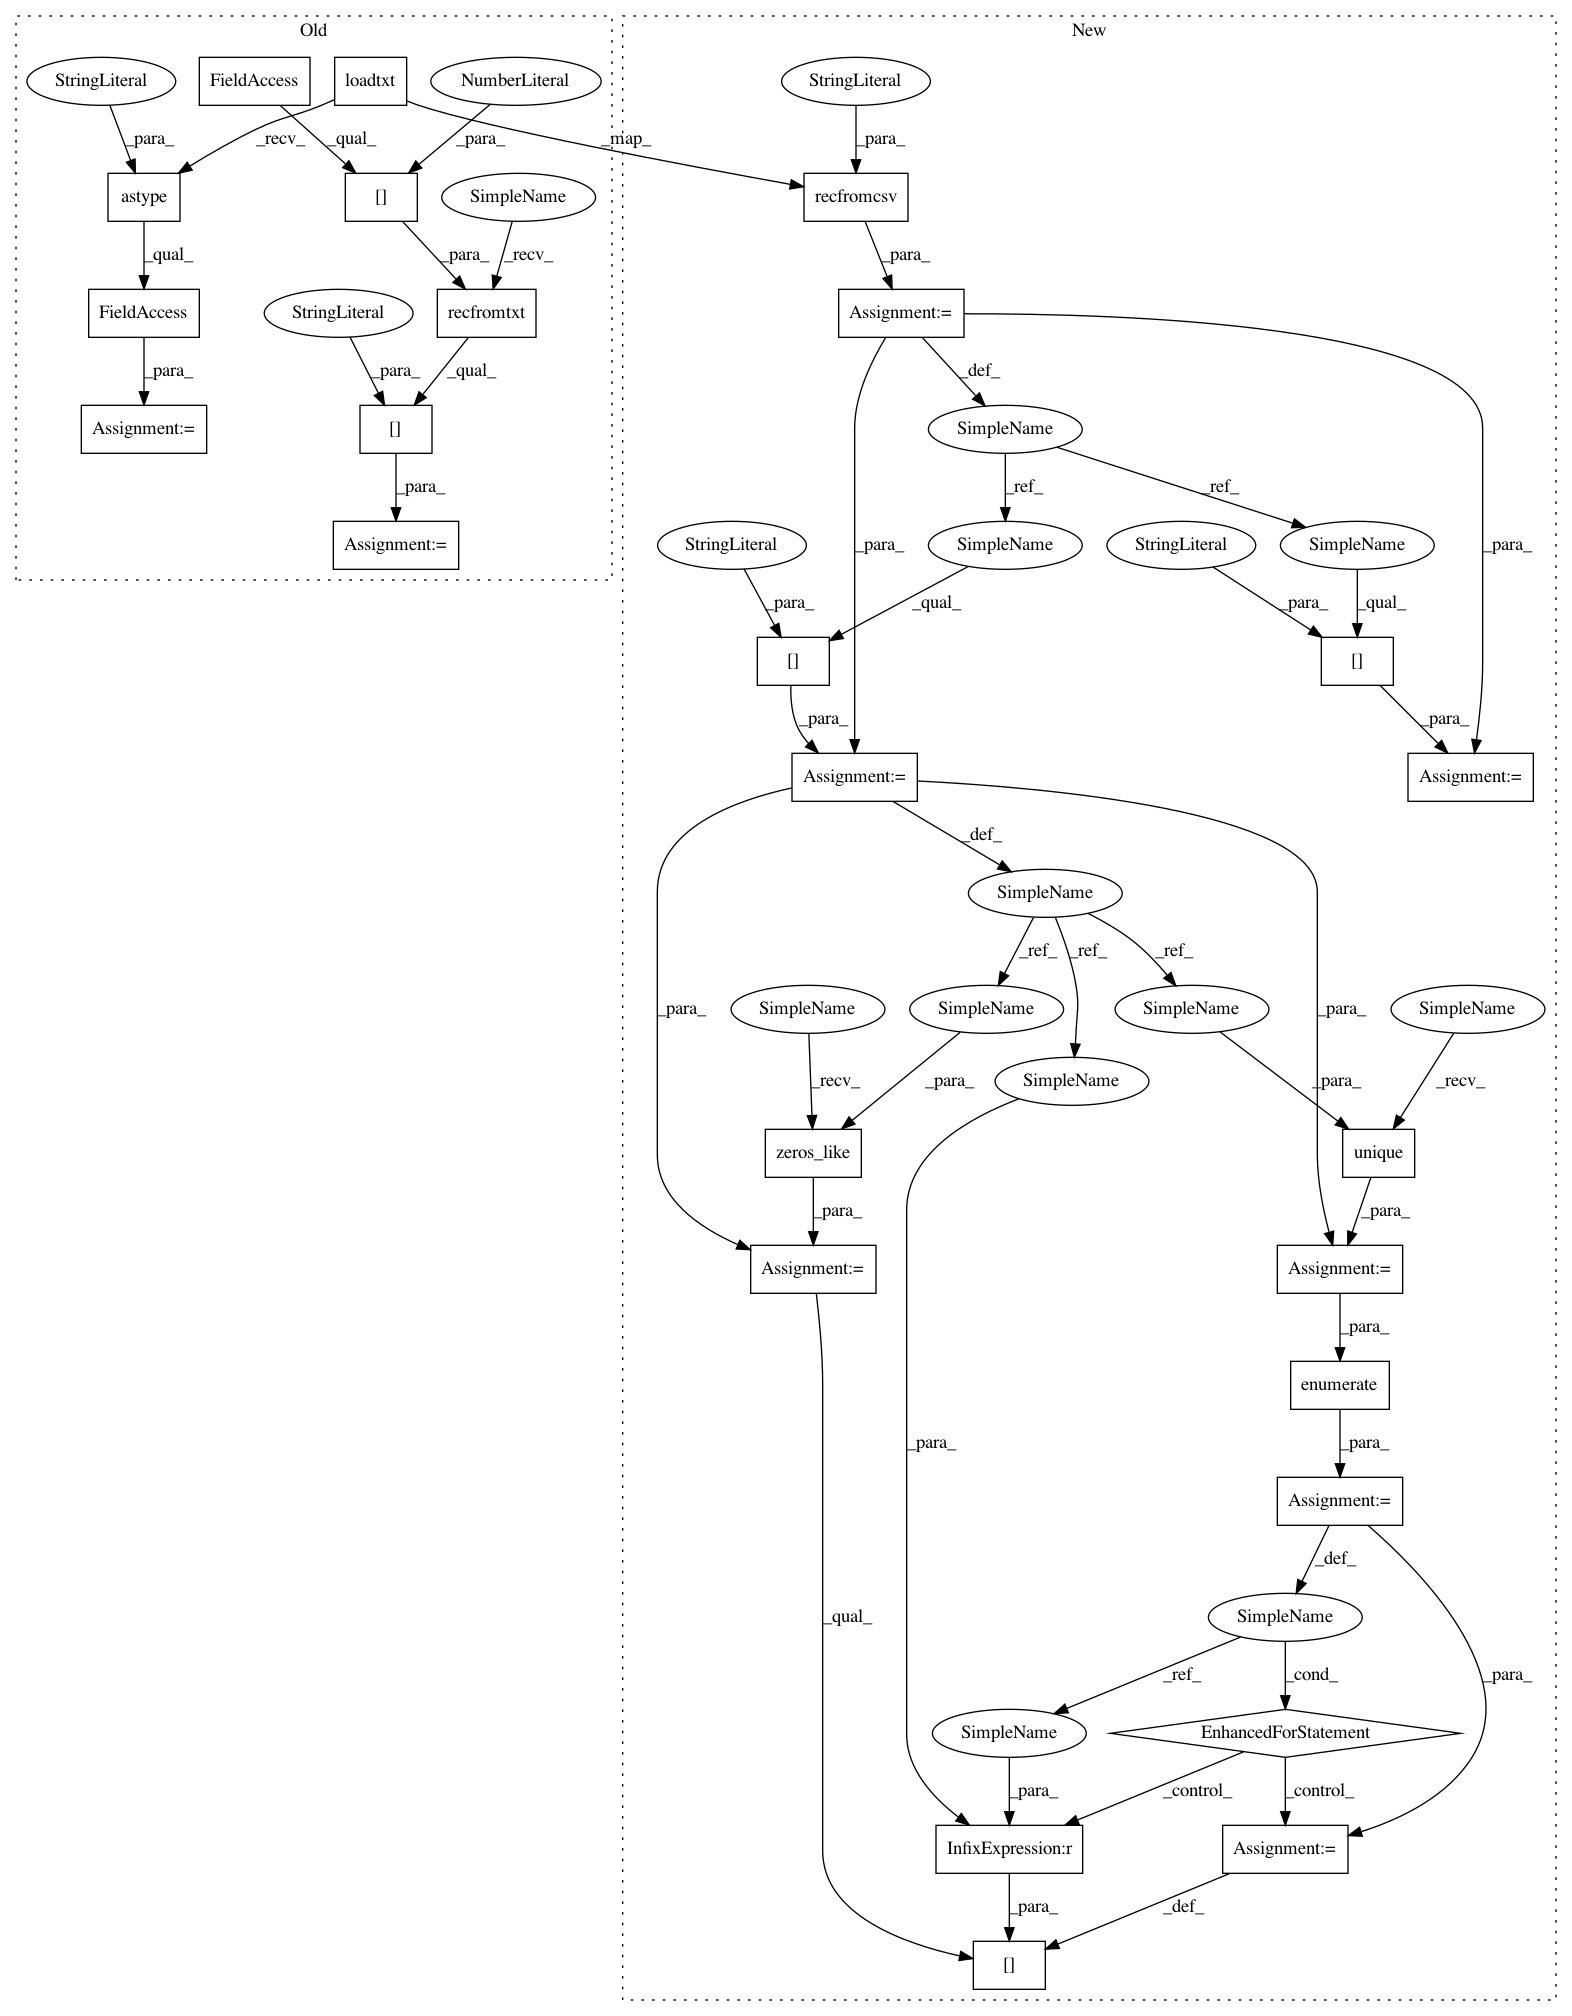 Old
New
StringLiteral
FieldAccess
loadtxt
NumberLiteral
StringLiteral
_para_
_recv_
_qual_
_para_
_map_
_para_
astype
[]
SimpleName
recfromcsv
_qual_
_para_
_recv_
_para_
FieldAccess
StringLiteral
recfromtxt
Assignment:=
_para_
_para_
_qual_
_def_
Assignment:=
[]
SimpleName
_para_
_ref_
_ref_
Assignment:=
StringLiteral
_para_
SimpleName
StringLiteral
SimpleName
_para_
_para_
_qual_
_para_
_qual_
[]
[]
_para_
_para_
Assignment:=
Assignment:=
_def_
SimpleName
_ref_
_ref_
_ref_
_para_
SimpleName
SimpleName
SimpleName
_para_
SimpleName
SimpleName
_recv_
_para_
_para_
_recv_
zeros_like
unique
_para_
_para_
Assignment:=
Assignment:=
_para_
enumerate
_para_
_para_
Assignment:=
_def_
_qual_
SimpleName
_ref_
_cond_
_para_
SimpleName
EnhancedForStatement
_para_
_control_
_control_
InfixExpression:r
Assignment:=
_para_
_def_
[]